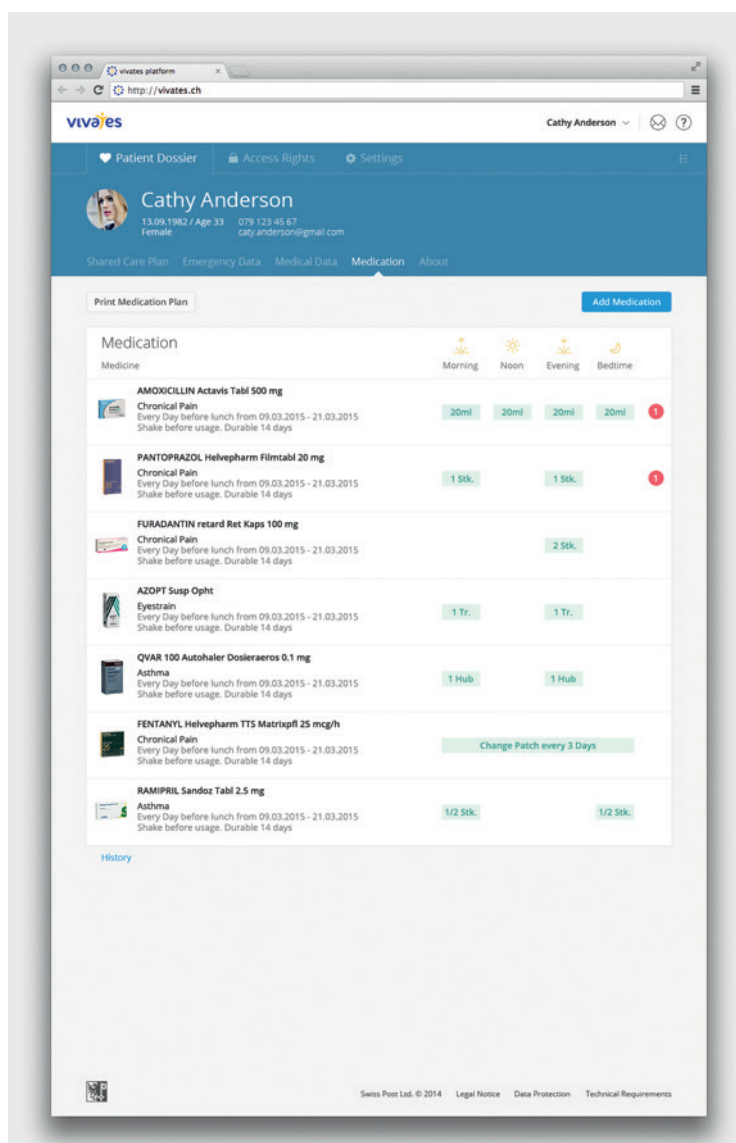 vivates platform
http://vivates.ch
vivates
Cathy Anderson
Patient Dossier
Access Rights
Settings
Cathy Anderson
13.09.1982 / Age 33 079 123 45 67
Female caty.anderson@gmail.com
Shared Care Plan Emergency Data Medical Data Medication About
Print Medication Plan
Add Medication
Medication
Medicine Morning Noon Evening Bedtime
AMOXICILLIN Actavis Tabl 500 mg
Chronical Pain
Every Day before lunch from 09.03.2015 - 21.03.2015
Shake before usage. Durable 14 days
20ml 20ml 20ml 20ml 1
PANTOPRAZOL Helvepharm Filmtabl 20 mg
Chronical Pain
Every Day before lunch from 09.03.2015 - 21.03.2015
Shake before usage. Durable 14 days
1 Stk. 1 Stk. 1
FURADANTIN retard Ret Kaps 100 mg
Chronical Pain
Every Day before lunch from 09.03.2015 - 21.03.2015
Shake before usage. Durable 14 days
2 Stk.
AZOPT Susp Opht
Eyestrain
Every Day before lunch from 09.03.2015 - 21.03.2015
Shake before usage. Durable 14 days
1 Tr. 1 Tr.
QVAR 100 Autohaler Dosieraeros 0.1 mg
Asthma
Every Day before lunch from 09.03.2015 - 21.03.2015
Shake before usage. Durable 14 days
1 Hub 1 Hub
FENTANYL Helvepharm TTS Matrixpfl 25 mcg/h
Chronical Pain
Every Day before lunch from 09.03.2015 - 21.03.2015
Shake before usage. Durable 14 days
Change Patch every 3 Days
RAMIPRIL Sandoz Tabl 2.5 mg
Asthma
Every Day before lunch from 09.03.2015 - 21.03.2015
Shake before usage. Durable 14 days
1/2 Stk. 1/2 Stk.
History
Swiss Post Ltd. © 2014 Legal Notice Data Protection Technical Requirements